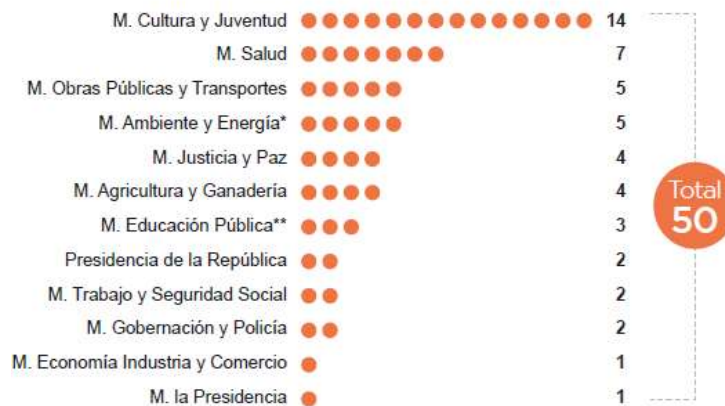 M. Cultura y Juventud 14
M. Salud 7
M. Obras Públicas y Transportes 5
M. Ambiente y Energía* 5
M. Justicia y Paz 4
M. Agricultura y Ganadería 4
M. Educación Pública** 3
Presidencia de la República 2
M. Trabajo y Seguridad Social 2
M. Gobernación y Policía 2
M. Economía Industria y Comercio 1
M. la Presidencia 1
Total
50